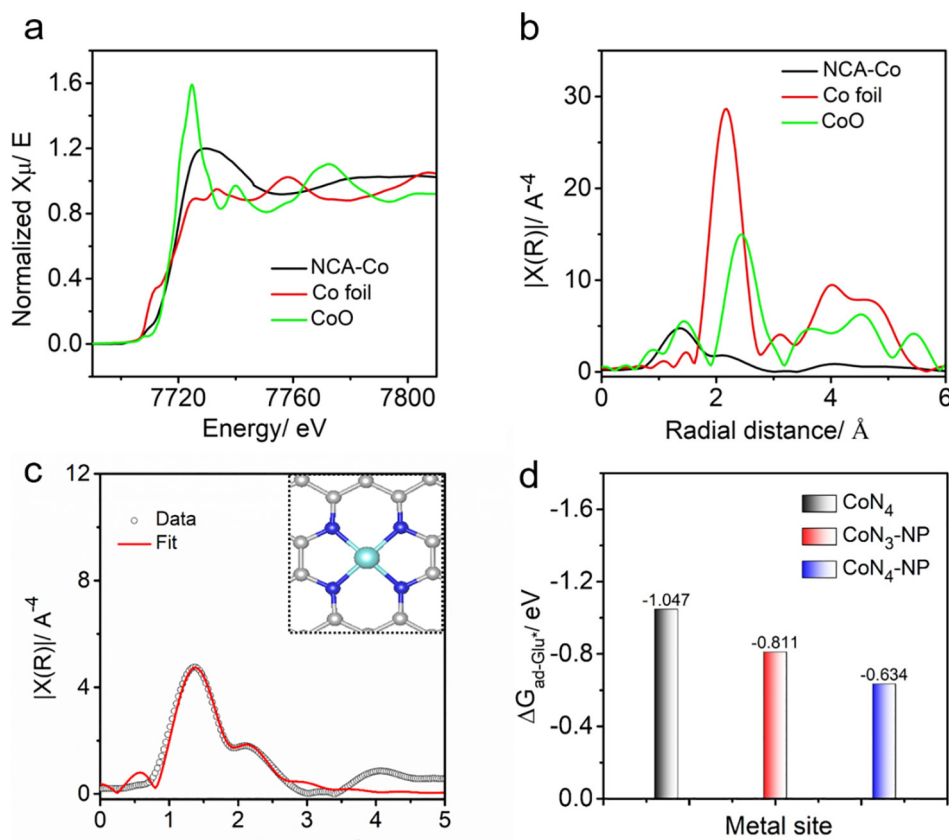 a
Normalized Xμ/ E
1.6
1.2
0.8
0.4
0.0
NCA-Co
Co foil
CoO
7720
7760
7800
Energy/ eV
b
|X(R)|/ A⁻⁴
30
20
10
0
NCA-Co
Co foil
CoO
0
2
4
6
Radial distance/ Å
c
|X(R)|/ A⁻⁴
12
8
4
0
Data
Fit
0
1
2
3
4
5
d
ΔG_ad-Glu*/ eV
-1.6
-1.2
-0.8
-0.4
0.0
CoN₄
CoN₃-NP
CoN₄-NP
-1.047
-0.811
-0.634
Metal site